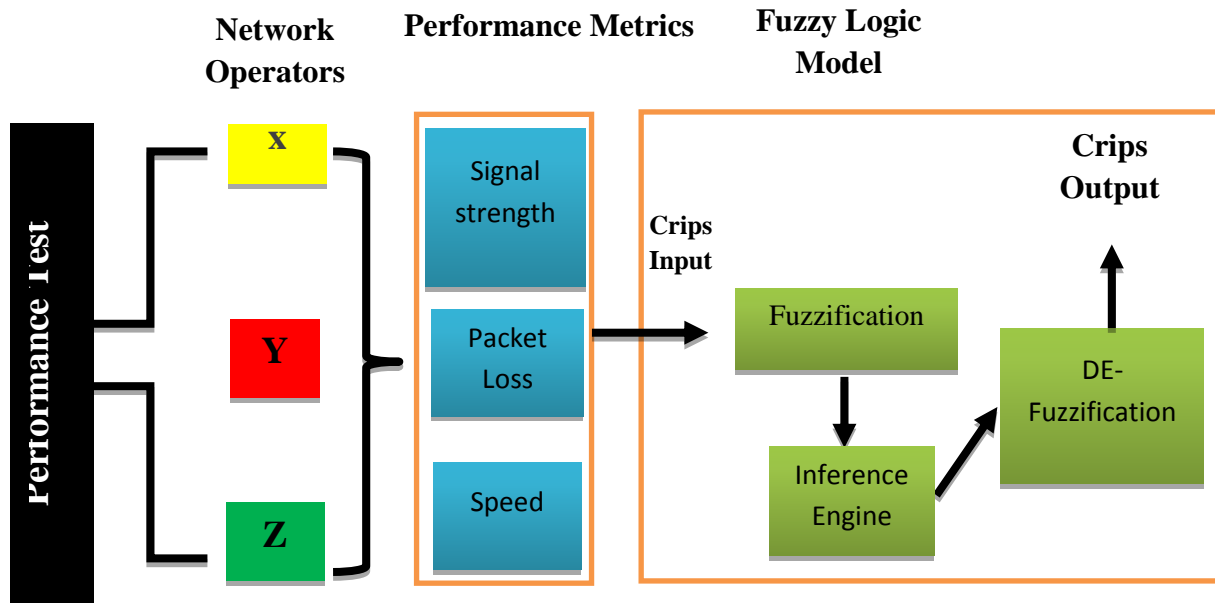 Network
Operators
Performance Metrics
Fuzzy Logic
Model
Performance Test
x
Y
Z
Signal
strength
Packet
Loss
Speed
Crips
Input
Fuzzification
Inference
Engine
DE-
Fuzzification
Crips
Output